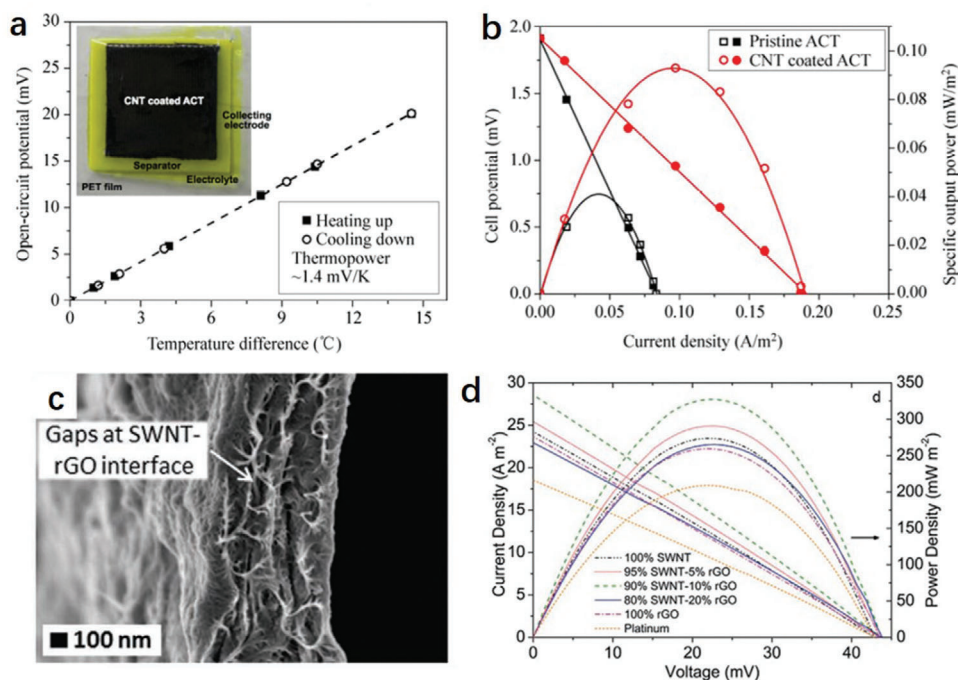 a
Open-circuit potential (mV)
30
25
20
15
10
5
0
CNT coated ACT
Collecting
electrode
Separator
Electrolyte
PET film
Heating up
Cooling down
Thermopower
~1.4 mV/K
0 3 6 9 12 15
Temperature difference (℃)
b
Cell potential (mV)
2.0
1.5
1.0
0.5
0.0
Pristine ACT
CNT coated ACT
0.10
0.08
0.06
0.04
0.02
0.00
Specific output power (mW/m²)
0.00 0.05 0.10 0.15 0.20 0.25
Current density (A/m²)
c
Gaps at SWNT-
rGO interface
100 nm
d
d
Current Density (A m⁻²)
30
25
20
15
10
5
0
100% SWNT
95% SWNT-5% rGO
90% SWNT-10% rGO
80% SWNT-20% rGO
100% rGO
Platinum
350
300
250
200
150
100
50
0
Power Density (mW m⁻²)
0 10 20 30 40
Voltage (mV)